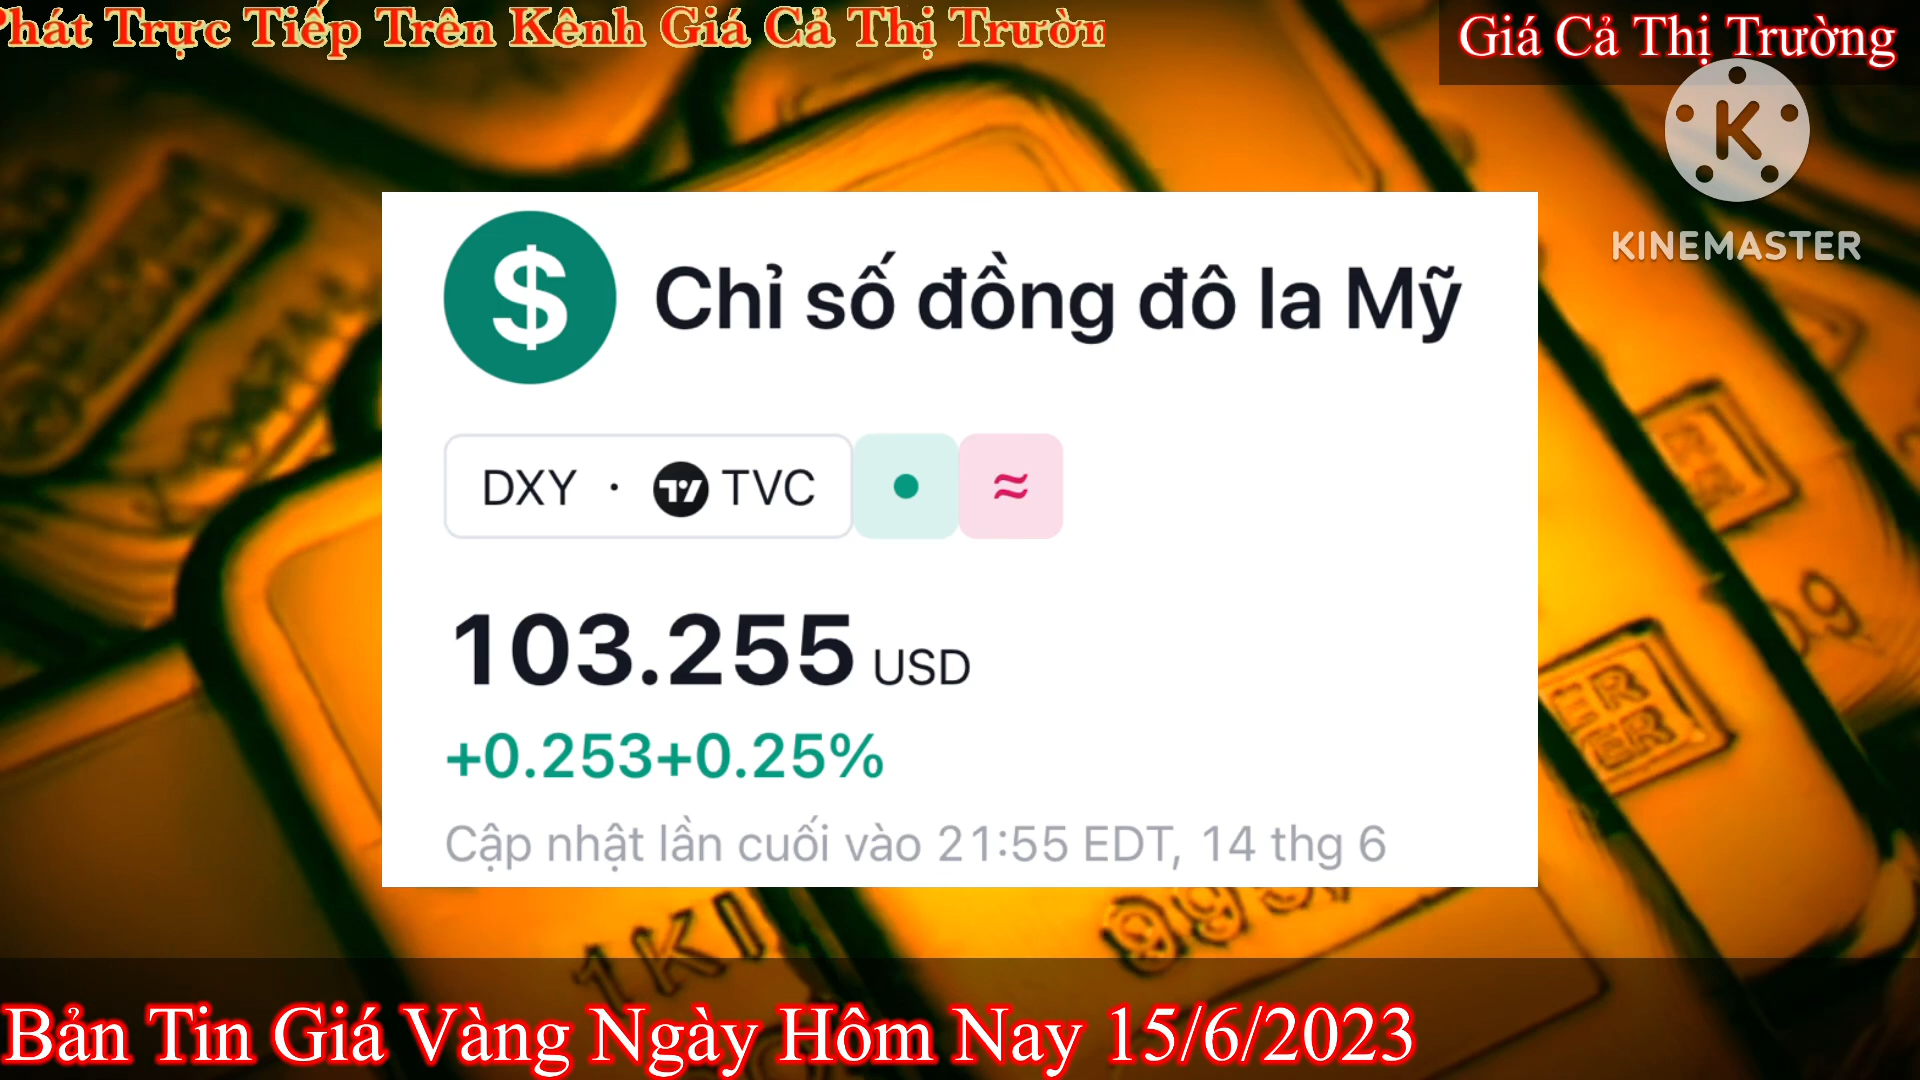 Phát Trực Tiếp Trên Kênh Giá Cả Thị Trườn
Giá Cả Thị Trường
K
KINEMASTER
$
Chỉ số đồng đô la Mỹ
DXY · TVC
≈
103.255 USD
+0.253+0.25%
Cập nhật lần cuối vào 21:55 EDT, 14 thg 6
Bản Tin Giá Vàng Ngày Hôm Nay 15/6/2023